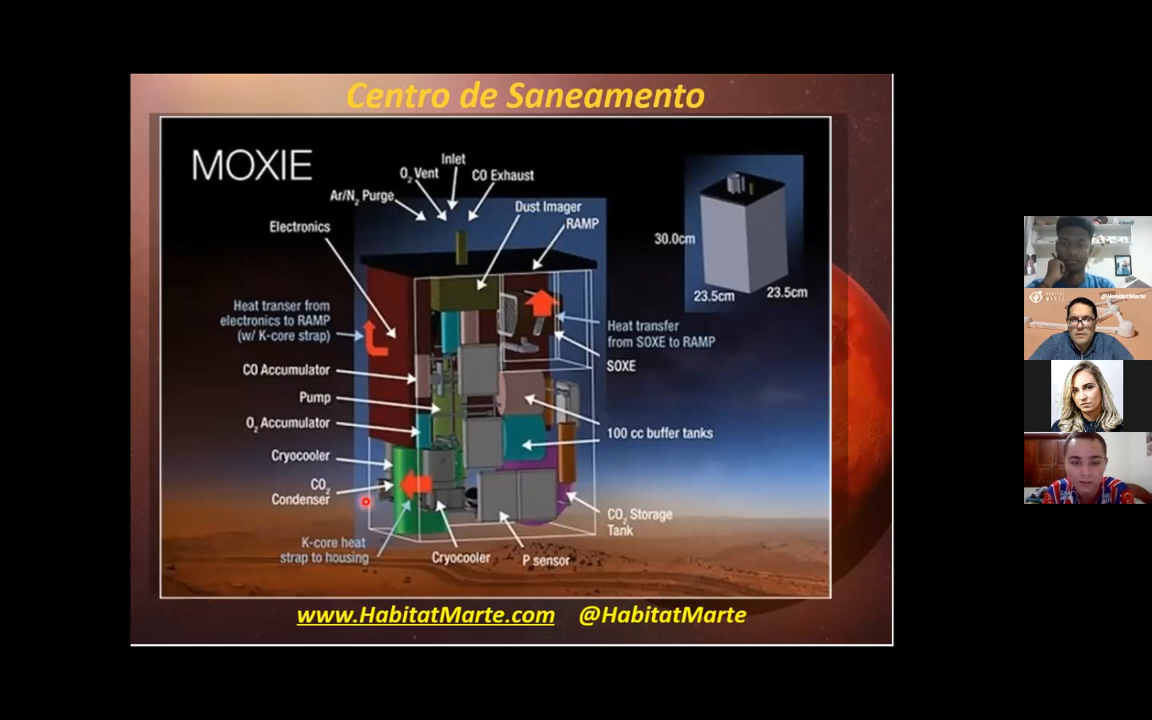 Centro de Saneamento
MOXIE
Inlet
O2 Vent
CO Exhaust
Ar/N2 Purge
Dust Imager
RAMP
Electronics
30.0cm
23.5cm
23.5cm
Heat transer from
electronics to RAMP
(w/ K-core strap)
Heat transfer
from SOXE to RAMP
SOXE
CO Accumulator
Pump
O2 Accumulator
100 cc buffer tanks
Cryocooler
CO2
Condenser
CO2 Storage
Tank
K-core heat
strap to housing
Cryocooler
P sensor
www.HabitatMarte.com @HabitatMarte
@HabitatMarte